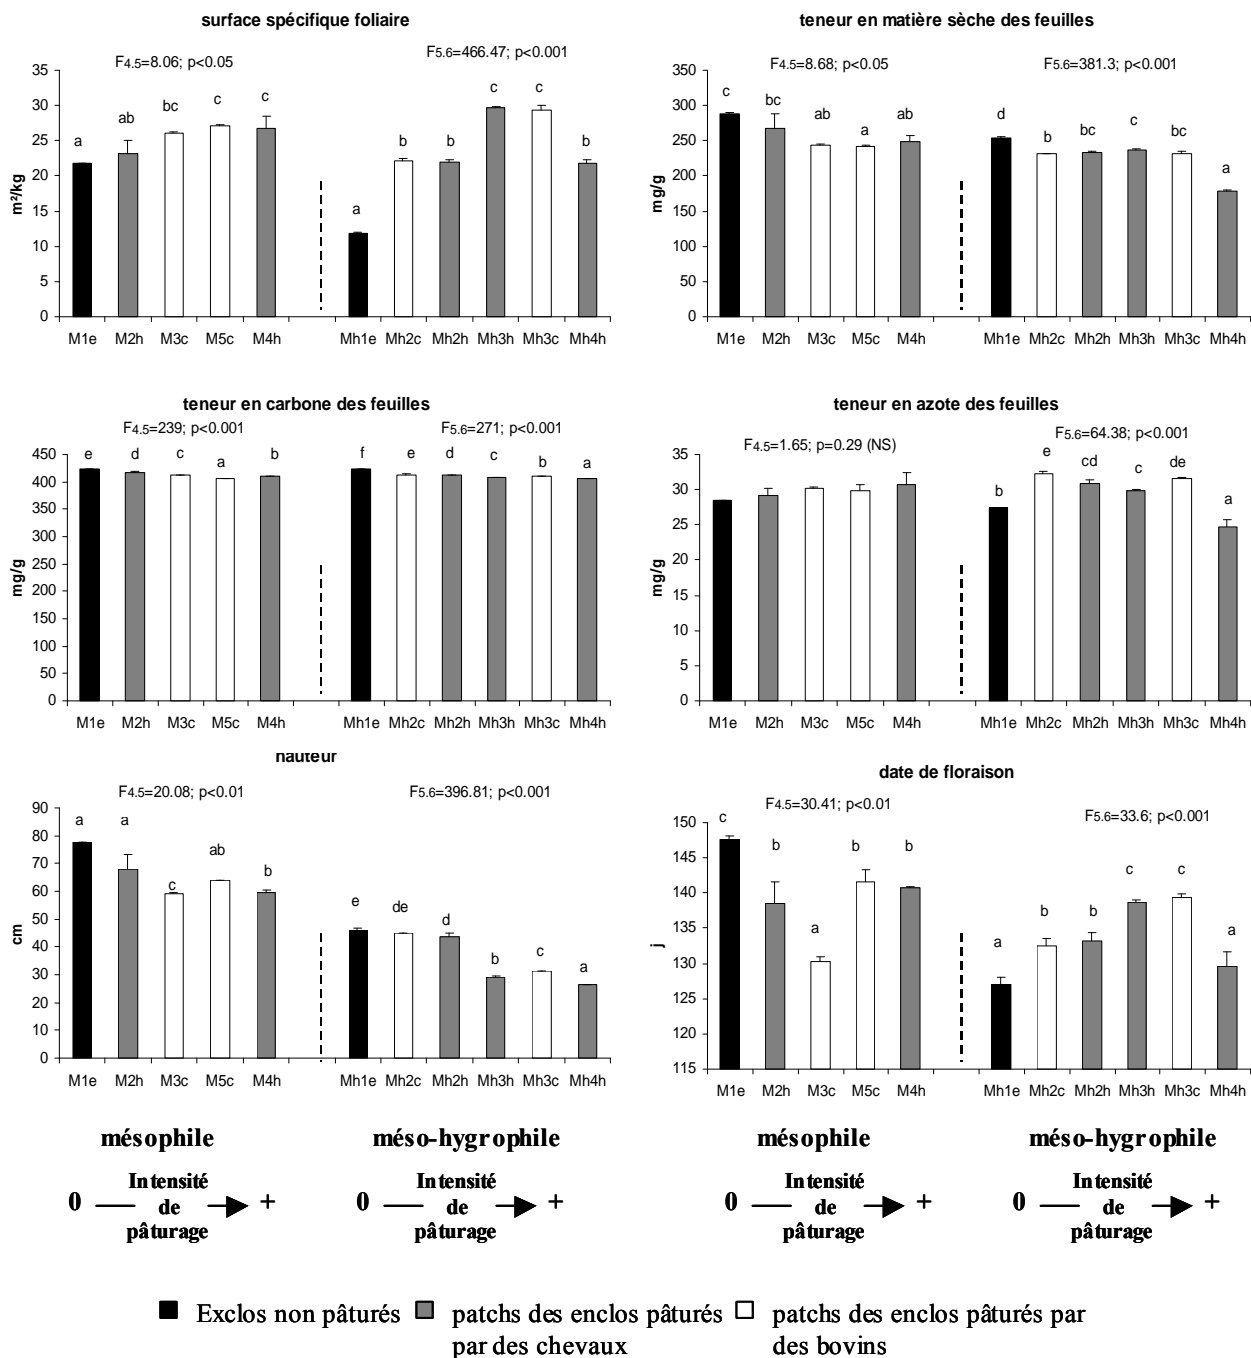 surface spécifique foliaire
F4.5=8.06; p<0.05
F5.6=466.47; p<0.001
35
30
25
20
15
10
5
0
m²/kg
a
ab
bc
c
c
a
b
b
c
c
b
M1e M2h M3c M5c M4h Mh1e Mh2c Mh2h Mh3h Mh3c Mh4h
teneur en matière sèche des feuilles
F4.5=8.68; p<0.05
F5.6=381.3; p<0.001
350
300
250
200
150
100
50
0
mg/g
c
bc
ab
a
ab
d
b
bc
c
bc
a
M1e M2h M3c M5c M4h Mh1e Mh2c Mh2h Mh3h Mh3c Mh4h
teneur en carbone des feuilles
F4.5=239; p<0.001
F5.6=271; p<0.001
450
400
350
300
250
200
150
100
50
0
mg/g
e
d
c
a
b
f
e
d
c
b
a
M1e M2h M3c M5c M4h Mh1e Mh2c Mh2h Mh3h Mh3c Mh4h
teneur en azote des feuilles
F4.5=1.65; p=0.29 (NS)
F5.6=64.38; p<0.001
35
30
25
20
15
10
5
0
mg/g
b
e
cd
c
de
a
M1e M2h M3c M5c M4h Mh1e Mh2c Mh2h Mh3h Mh3c Mh4h
hauteur
F4.5=20.08; p<0.01
F5.6=396.81; p<0.001
90
80
70
60
50
40
30
20
10
0
cm
a
a
c
ab
b
e
de
d
b
c
a
M1e M2h M3c M5c M4h Mh1e Mh2c Mh2h Mh3h Mh3c Mh4h
date de floraison
F4.5=30.41; p<0.01
F5.6=33.6; p<0.001
150
145
140
135
130
125
120
115
j
c
b
a
b
b
a
b
b
c
c
a
M1e M2h M3c M5c M4h Mh1e Mh2c Mh2h Mh3h Mh3c Mh4h
mésophile
0 Intensité de pâturage +
méso-hygrophile
0 Intensité de pâturage +
mésophile
0 Intensité de pâturage +
méso-hygrophile
0 Intensité de pâturage +
Exclos non pâturés
patchs des enclos pâturés
par des chevaux
patchs des enclos pâturés par
des bovins